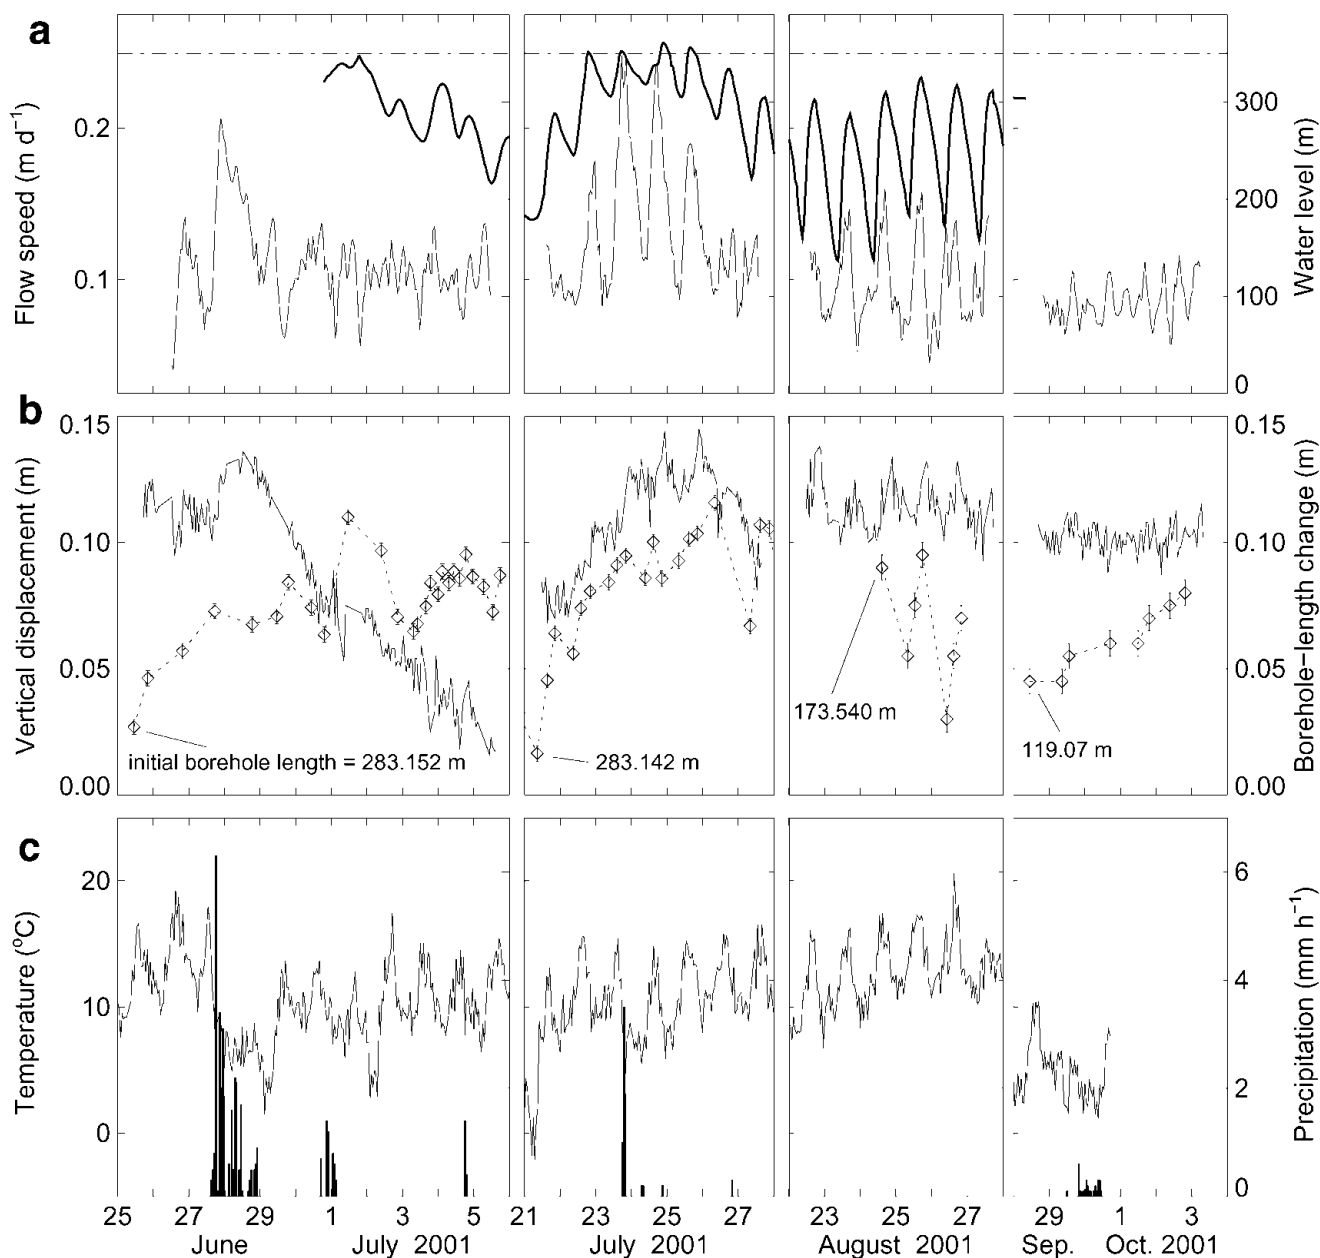 a
Flow speed (m d⁻¹)
0.2
0.1
300
200
100
0
Water level (m)
b
Vertical displacement (m)
0.15
0.10
0.05
0.00
initial borehole length = 283.152 m
283.142 m
173.540 m
119.07 m
0.15
0.10
0.05
0.00
Borehole−length change (m)
c
Temperature (°C)
20
10
0
6
4
2
0
Precipitation (mm h⁻¹)
25 27 29 1 3 5 21 23 25 27 23 25 27 29 1 3
June July 2001 July 2001 August 2001 Sep. Oct. 2001